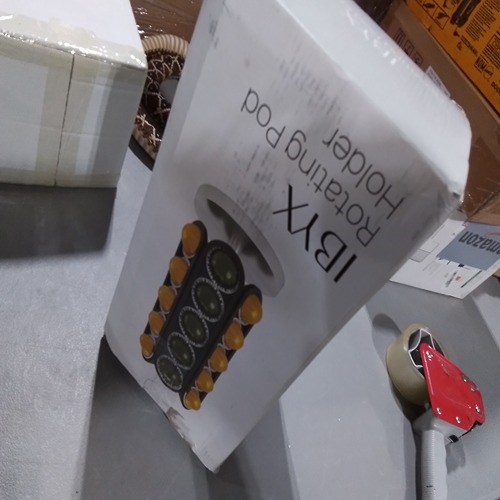 IBYX
Rotating Pod
Holder
amazon